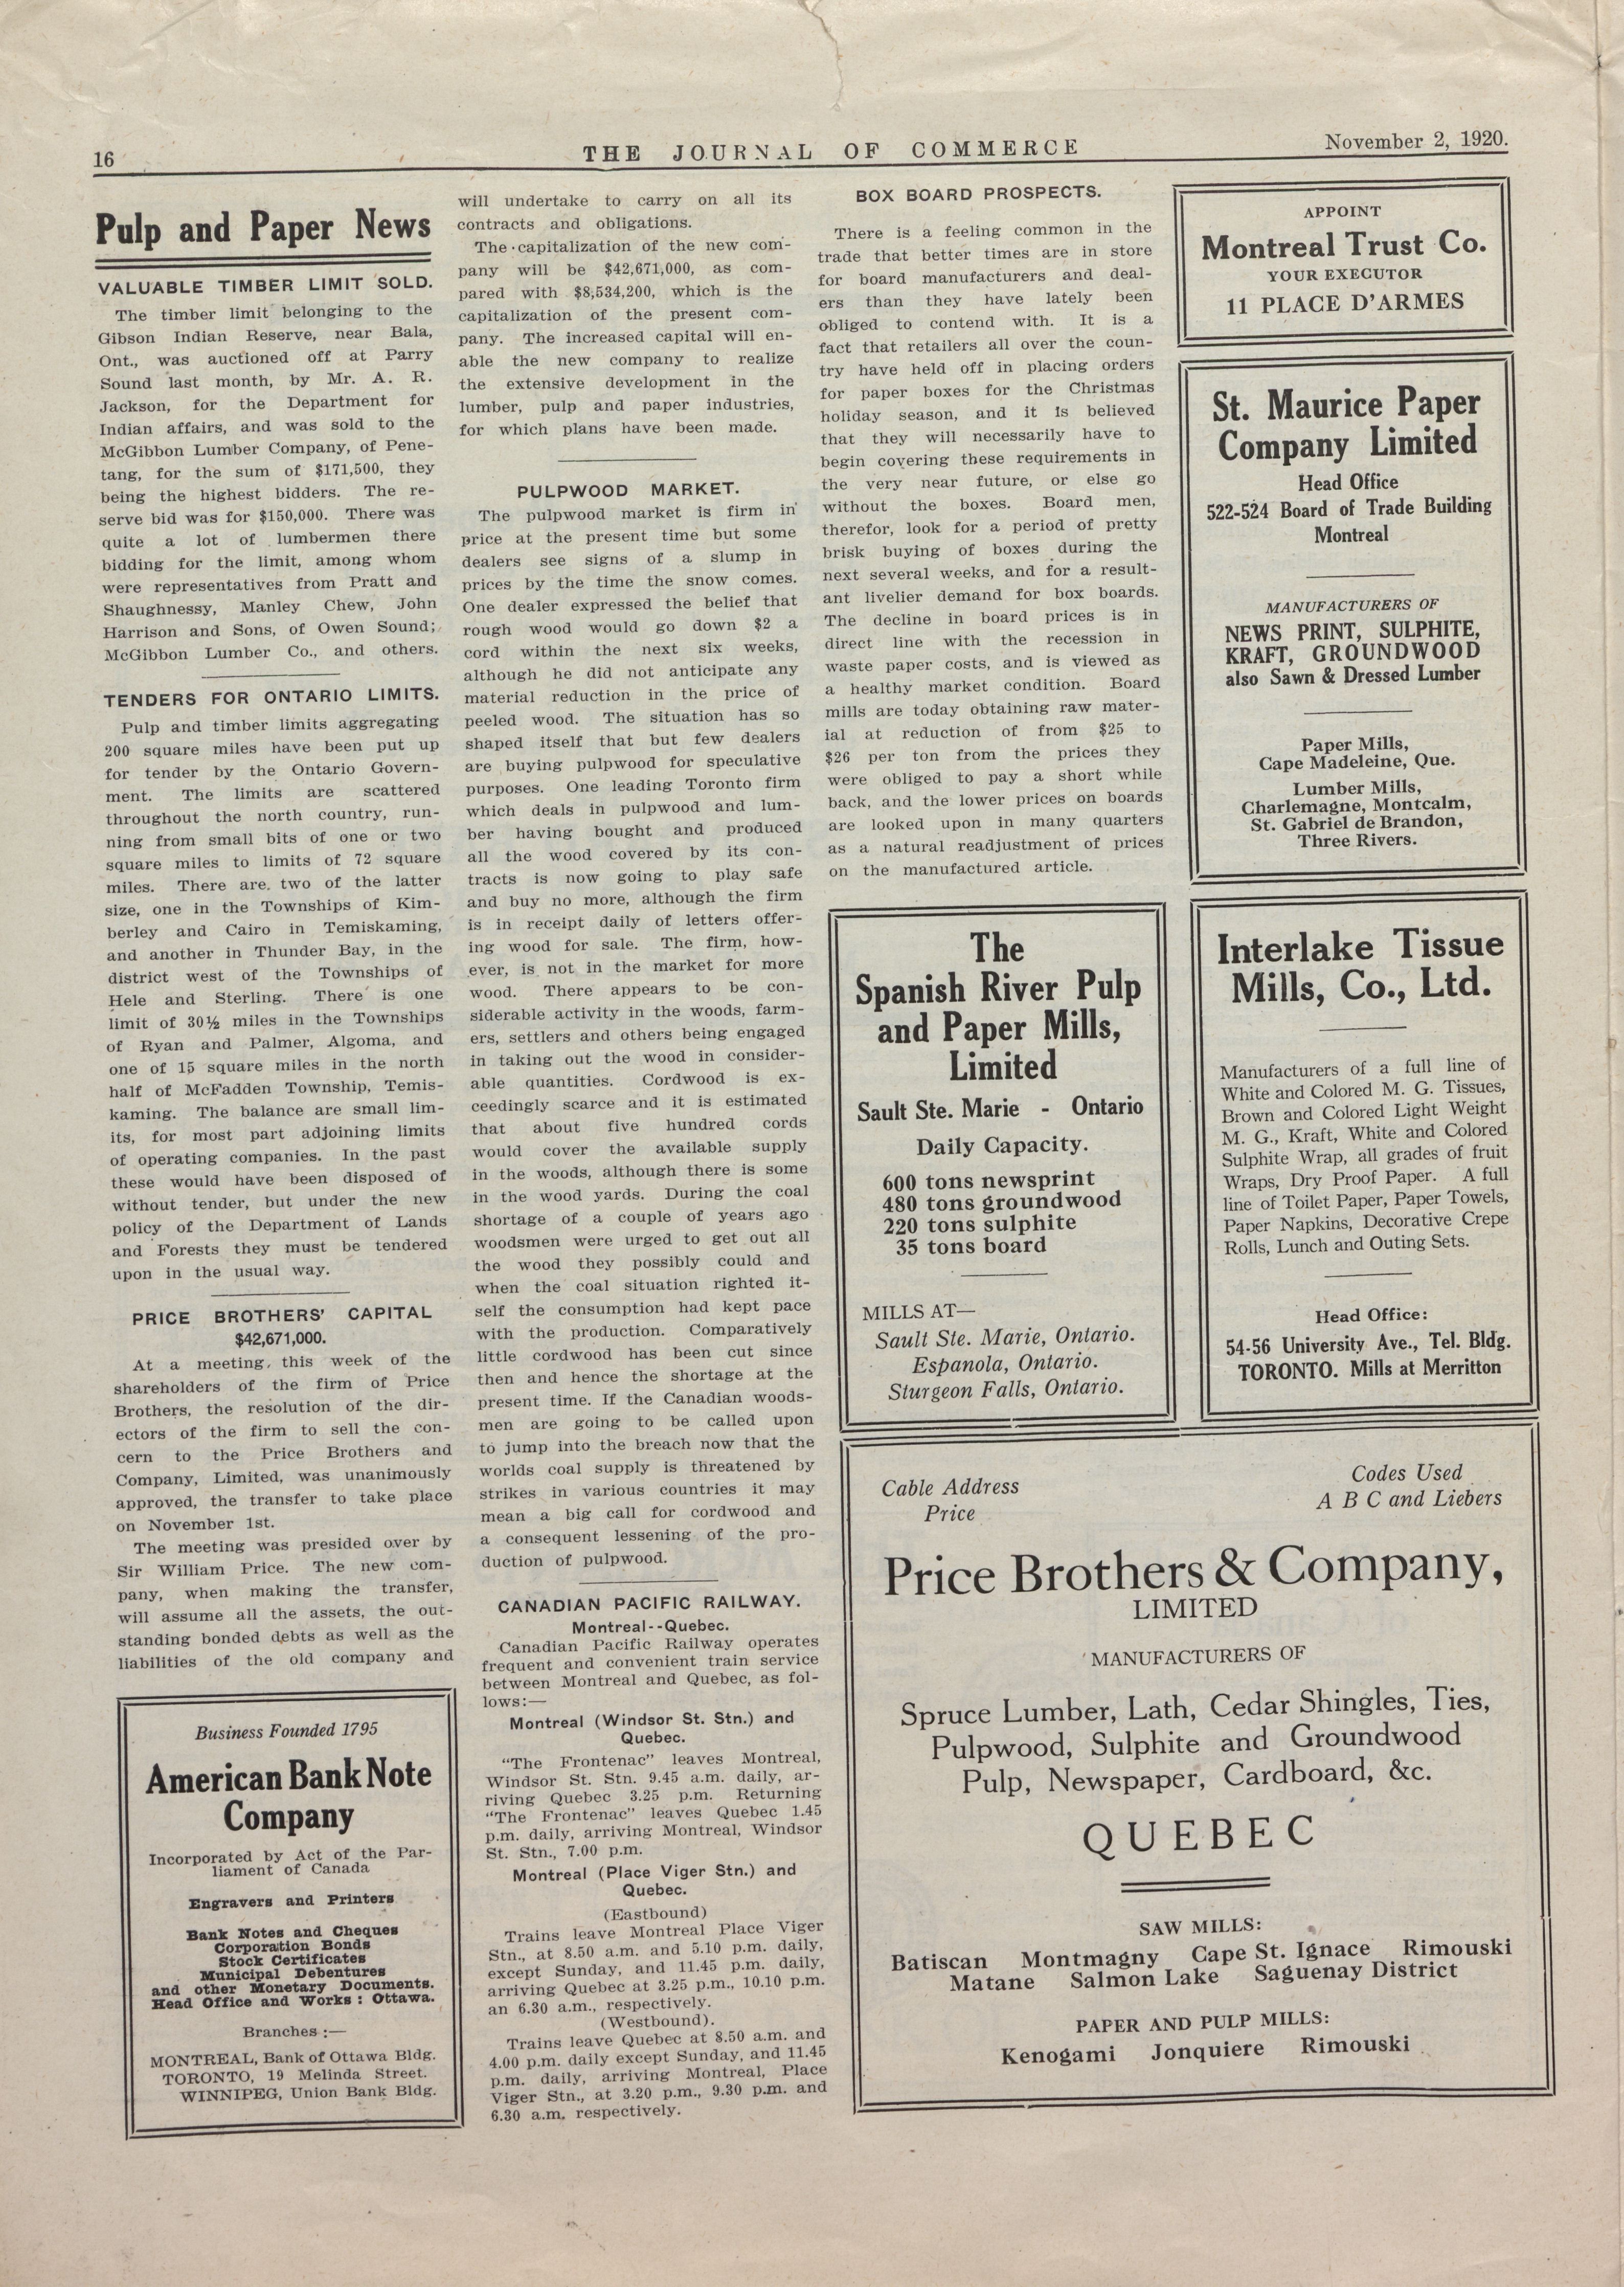 16
THE JOURNAL OF COMMERCE
November 2, 1920.
Pulp and Paper News
VALUABLE TIMBER LIMIT SOLD.
The timber limit belonging to the
Gibson Indian Reserve, near Bala,
Ont., was auctioned off at Parry
Sound last month, by Mr. A. R.
Jackson, for the Department for
Indian affairs, and was sold to the
McGibbon Lumber Company, of Pene-
tang, for the sum of $171,500, they
being the highest bidders. The re-
serve bid was for $150,000. There was
quite a lot of lumbermen there
bidding for the limit, among whom
were representatives from Pratt and
Shaughnessy, Manley Chew, John
Harrison and Sons, of Owen Sound;
McGibbon Lumber Co., and others.
TENDERS FOR ONTARIO LIMITS.
Pulp and timber limits aggregating
200 square miles have been put up
for tender by the Ontario Govern-
ment. The limits are scattered
throughout the north country, run-
ning from small bits of one or two
square miles to limits of 72 square
miles. There are two of the latter
size, one in the Townships of Kim-
berley and Cairo in Temiskaming,
and another in Thunder Bay, in the
district west of the Townships of
Hele and Sterling. There is one
limit of 30½ miles in the Townships
of Ryan and Palmer, Algoma, and
one of 15 square miles in the north
half of McFadden Township, Temis-
kaming. The balance are small lim-
its, for most part adjoining limits
of operating companies. In the past
these would have been disposed of
without tender, but under the new
policy of the Department of Lands
and Forests they must be tendered
upon in the usual way.
PRICE BROTHERS' CAPITAL
$42,671,000.
At a meeting this week of the
shareholders of the firm of Price
Brothers, the resolution of the dir-
ectors of the firm to sell the con-
cern to the Price Brothers and
Company, Limited, was unanimously
approved, the transfer to take place
on November 1st.
The meeting was presided over by
Sir William Price. The new com-
pany, when making the transfer,
will assume all the assets, the out-
standing bonded debts as well as the
liabilities of the old company and
Business Founded 1795
American Bank Note
Company
Incorporated by Act of the Par-
liament of Canada
Engravers and Printers
Bank Notes and Cheques
Corporation Bonds
Stock Certificates
Municipal Debentures
and other Monetary Documents.
Head Office and Works : Ottawa.
Branches :—
MONTREAL, Bank of Ottawa Bldg.
TORONTO, 19 Melinda Street.
WINNIPEG, Union Bank Bldg.
will undertake to carry on all its
contracts and obligations.
The capitalization of the new com-
pany will be $42,671,000, as com-
pared with $8,534,200, which is the
capitalization of the present com-
pany. The increased capital will en-
able the new company to realize
the extensive development in the
lumber, pulp and paper industries,
for which plans have been made.
PULPWOOD MARKET.
The pulpwood market is firm in
price at the present time but some
dealers see signs of a slump in
prices by the time the snow comes.
One dealer expressed the belief that
rough wood would go down $2 a
cord within the next six weeks,
although he did not anticipate any
material reduction in the price of
peeled wood. The situation has so
shaped itself that but few dealers
are buying pulpwood for speculative
purposes. One leading Toronto firm
which deals in pulpwood and lum-
ber having bought and produced
all the wood covered by its con-
tracts is now going to play safe
and buy no more, although the firm
is in receipt daily of letters offer-
ing wood for sale. The firm, how-
ever, is not in the market for more
wood. There appears to be con-
siderable activity in the woods, farm-
ers, settlers and others being engaged
in taking out the wood in consider-
able quantities. Cordwood is ex-
ceedingly scarce and it is estimated
that about five hundred cords
would cover the available supply
in the woods, although there is some
in the wood yards. During the coal
shortage of a couple of years ago
woodsmen were urged to get out all
the wood they possibly could and
when the coal situation righted it-
self the consumption had kept pace
with the production. Comparatively
little cordwood has been cut since
then and hence the shortage at the
present time. If the Canadian woods-
men are going to be called upon
to jump into the breach now that the
worlds coal supply is threatened by
strikes in various countries it may
mean a big call for cordwood and
a consequent lessening of the pro-
duction of pulpwood.
CANADIAN PACIFIC RAILWAY.
Montreal--Quebec.
Canadian Pacific Railway operates
frequent and convenient train service
between Montreal and Quebec, as fol-
lows:—
Montreal (Windsor St. Stn.) and
Quebec.
"The Frontenac" leaves Montreal,
Windsor St. Stn. 9.45 a.m. daily, ar-
riving Quebec 3.25 p.m. Returning
"The Frontenac" leaves Quebec 1.45
p.m. daily, arriving Montreal, Windsor
St. Stn., 7.00 p.m.
Montreal (Place Viger Stn.) and
Quebec.
(Eastbound)
Trains leave Montreal Place Viger
Stn., at 8.50 a.m. and 5.10 p.m. daily,
except Sunday, and 11.45 p.m. daily,
arriving Quebec at 3.25 p.m., 10.10 p.m.
an 6.30 a.m., respectively.
(Westbound).
Trains leave Quebec at 8.50 a.m. and
4.00 p.m. daily except Sunday, and 11.45
p.m. daily, arriving Montreal, Place
Viger Stn., at 3.20 p.m., 9.30 p.m. and
6.30 a.m. respectively.
BOX BOARD PROSPECTS.
There is a feeling common in the
trade that better times are in store
for board manufacturers and deal-
ers than they have lately been
obliged to contend with. It is a
fact that retailers all over the coun-
try have held off in placing orders
for paper boxes for the Christmas
holiday season, and it is believed
that they will necessarily have to
begin covering these requirements in
the very near future, or else go
without the boxes. Board men,
therefor, look for a period of pretty
brisk buying of boxes during the
next several weeks, and for a result-
ant livelier demand for box boards.
The decline in board prices is in
direct line with the recession in
waste paper costs, and is viewed as
a healthy market condition. Board
mills are today obtaining raw mater-
ial at reduction of from $25 to
$26 per ton from the prices they
were obliged to pay a short while
back, and the lower prices on boards
are looked upon in many quarters
as a natural readjustment of prices
on the manufactured article.
The
Spanish River Pulp
and Paper Mills,
Limited
Sault Ste. Marie - Ontario
Daily Capacity.
600 tons newsprint
480 tons groundwood
220 tons sulphite
35 tons board
MILLS AT—
Sault Ste. Marie, Ontario.
Espanola, Ontario.
Sturgeon Falls, Ontario.
APPOINT
Montreal Trust Co.
YOUR EXECUTOR
11 PLACE D'ARMES
St. Maurice Paper
Company Limited
Head Office
522-524 Board of Trade Building
Montreal
MANUFACTURERS OF
NEWS PRINT, SULPHITE,
KRAFT, GROUNDWOOD
also Sawn & Dressed Lumber
Paper Mills,
Cape Madeleine, Que.
Lumber Mills,
Charlemagne, Montcalm,
St. Gabriel de Brandon,
Three Rivers.
Interlake Tissue
Mills, Co., Ltd.
Manufacturers of a full line of
White and Colored M. G. Tissues,
Brown and Colored Light Weight
M. G., Kraft, White and Colored
Sulphite Wrap, all grades of fruit
Wraps, Dry Proof Paper. A full
line of Toilet Paper, Paper Towels,
Paper Napkins, Decorative Crepe
Rolls, Lunch and Outing Sets.
Head Office:
54-56 University Ave., Tel. Bldg.
TORONTO. Mills at Merritton
Cable Address
Price
Codes Used
A B C and Liebers
Price Brothers & Company,
LIMITED
MANUFACTURERS OF
Spruce Lumber, Lath, Cedar Shingles, Ties,
Pulpwood, Sulphite and Groundwood
Pulp, Newspaper, Cardboard, &c.
QUEBEC
SAW MILLS:
Batiscan Montmagny Cape St. Ignace Rimouski
Matane Salmon Lake Saguenay District
PAPER AND PULP MILLS:
Kenogami Jonquiere Rimouski